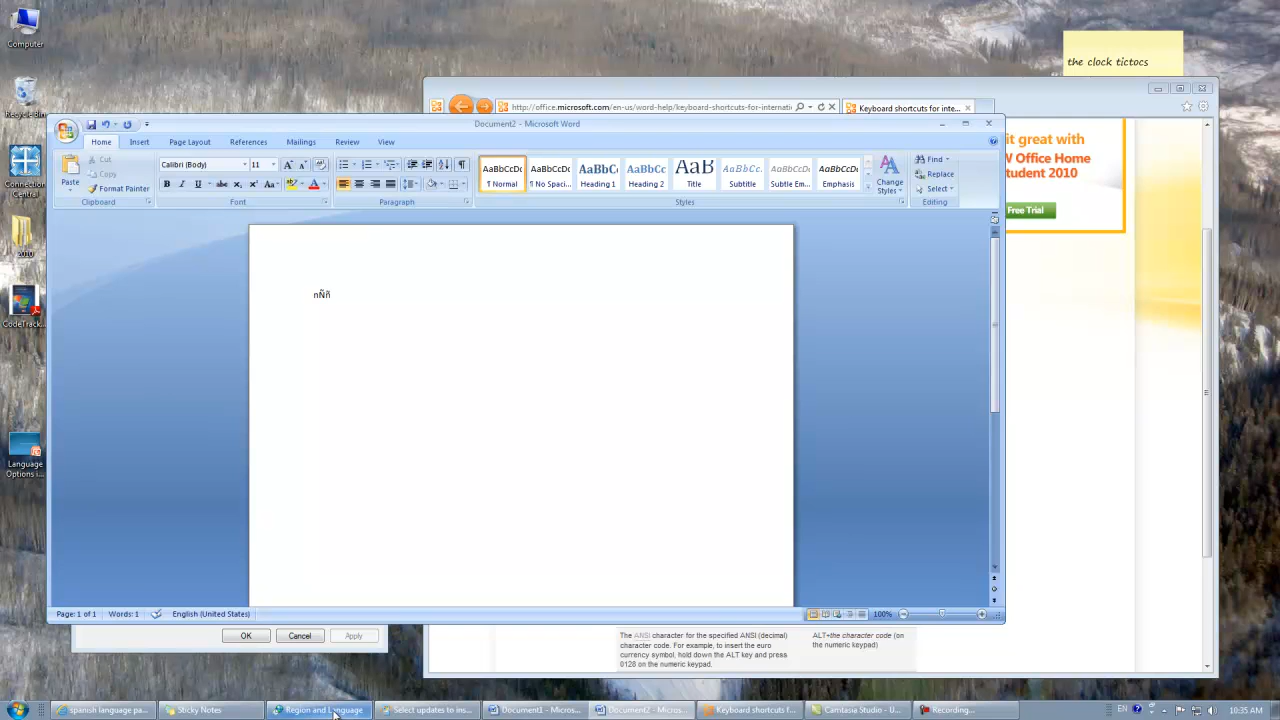 Computer
Recycle Bin
Connection
Central
2010
CodeTrack...
Language
Options i...
the clock tictocs
http://office.microsoft.com/en-us/word-help/keyboard-shortcuts-for-internati
Keyboard shortcuts for inte...
Document2 - Microsoft Word
Home
Insert
Page Layout
References
Mailings
Review
View
Paste
Cut
Copy
Format Painter
Clipboard
Calibri (Body)
11
Font
Paragraph
AaBbCcDc
¶ Normal
AaBbCcDc
¶ No Spaci...
AaBbC
Heading 1
AaBbCc
Heading 2
AaB
Title
AaBbCc.
Subtitle
AaBbCcDc
Subtle Em...
AaBbCcDc
Emphasis
Change
Styles
Styles
Find
Replace
Select
Editing
it great with
Office Home
tudent 2010
Free Trial
nÑñ
Page: 1 of 1
Words: 1
English (United States)
100%
OK
Cancel
Apply
The ANSI character for the specified ANSI (decimal)
character code. For example, to insert the euro
currency symbol, hold down the ALT key and press
0128 on the numeric keypad.
ALT+the character code (on
the numeric keypad)
spanish language pa...
Sticky Notes
Region and Language
Select updates to ins...
Document1 - Micros...
Document2 - Micros...
Keyboard shortcuts f...
Camtasia Studio - U...
Recording...
EN
10:35 AM